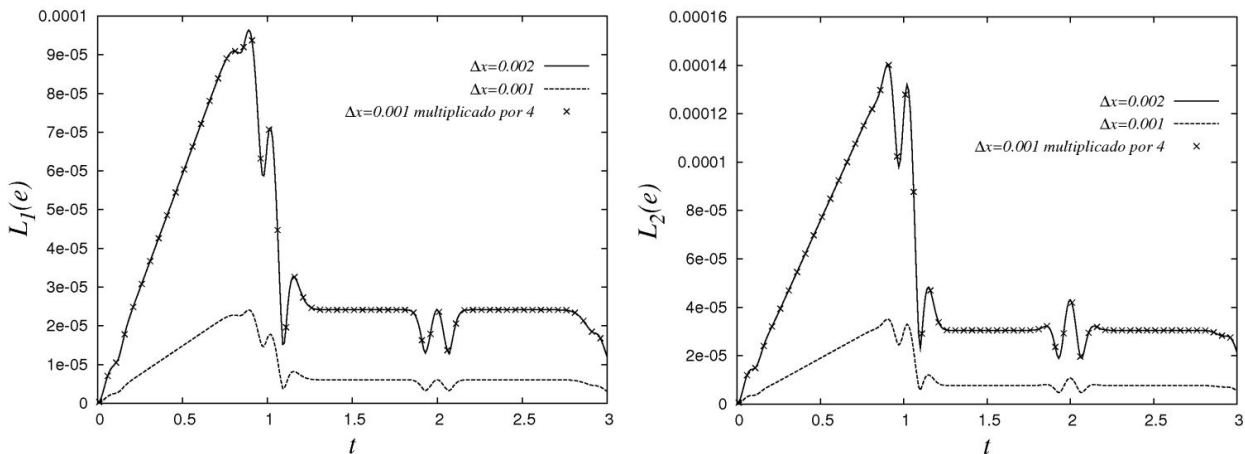 0.0001
9e-05
8e-05
7e-05
6e-05
5e-05
4e-05
3e-05
2e-05
1e-05
0
L1(e)
Δx=0.002
Δx=0.001
Δx=0.001 multiplicado por 4
0 0.5 1 1.5 2 2.5 3
t
0.00016
0.00014
0.00012
0.0001
8e-05
6e-05
4e-05
2e-05
0
L2(e)
Δx=0.002
Δx=0.001
Δx=0.001 multiplicado por 4
0 0.5 1 1.5 2 2.5 3
t